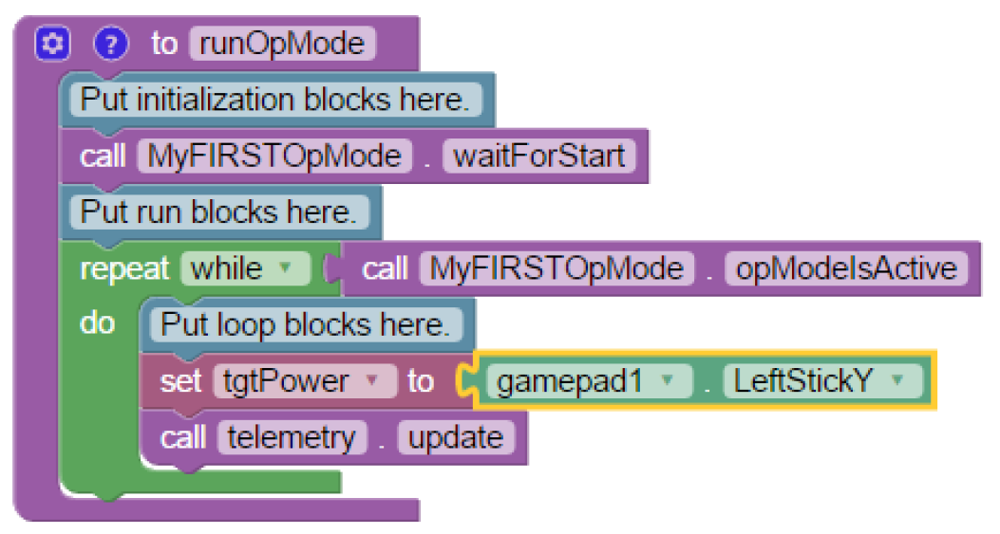 ? to runOpMode
Put initialization blocks here.
call MyFIRSTOpMode . waitForStart
Put run blocks here.
repeat while call MyFIRSTOpMode . opModeIsActive
do Put loop blocks here.
set tgtPower to gamepad1 . LeftStickY
call telemetry . update